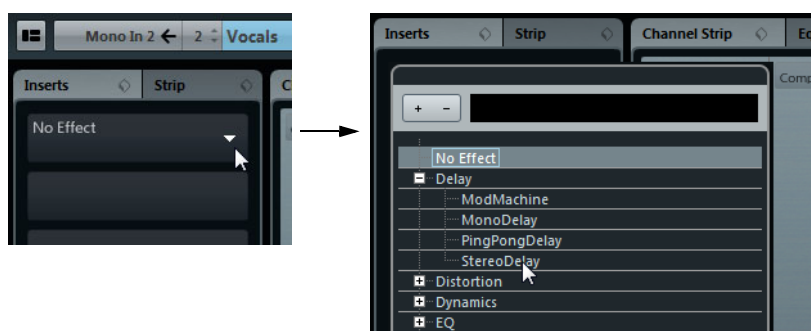 Mono In 2 2 Vocals
Inserts Strip
No Effect
Inserts Strip Channel Strip
+ -
No Effect
Delay
ModMachine
MonoDelay
PingPongDelay
StereoDelay
Distortion
Dynamics
EQ